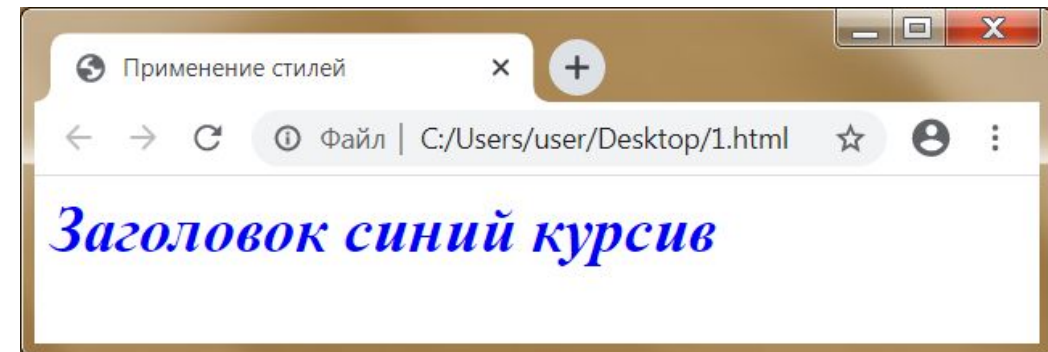 Применение стилей
Файл | C:/Users/user/Desktop/1.html
Заголовок синий курсив